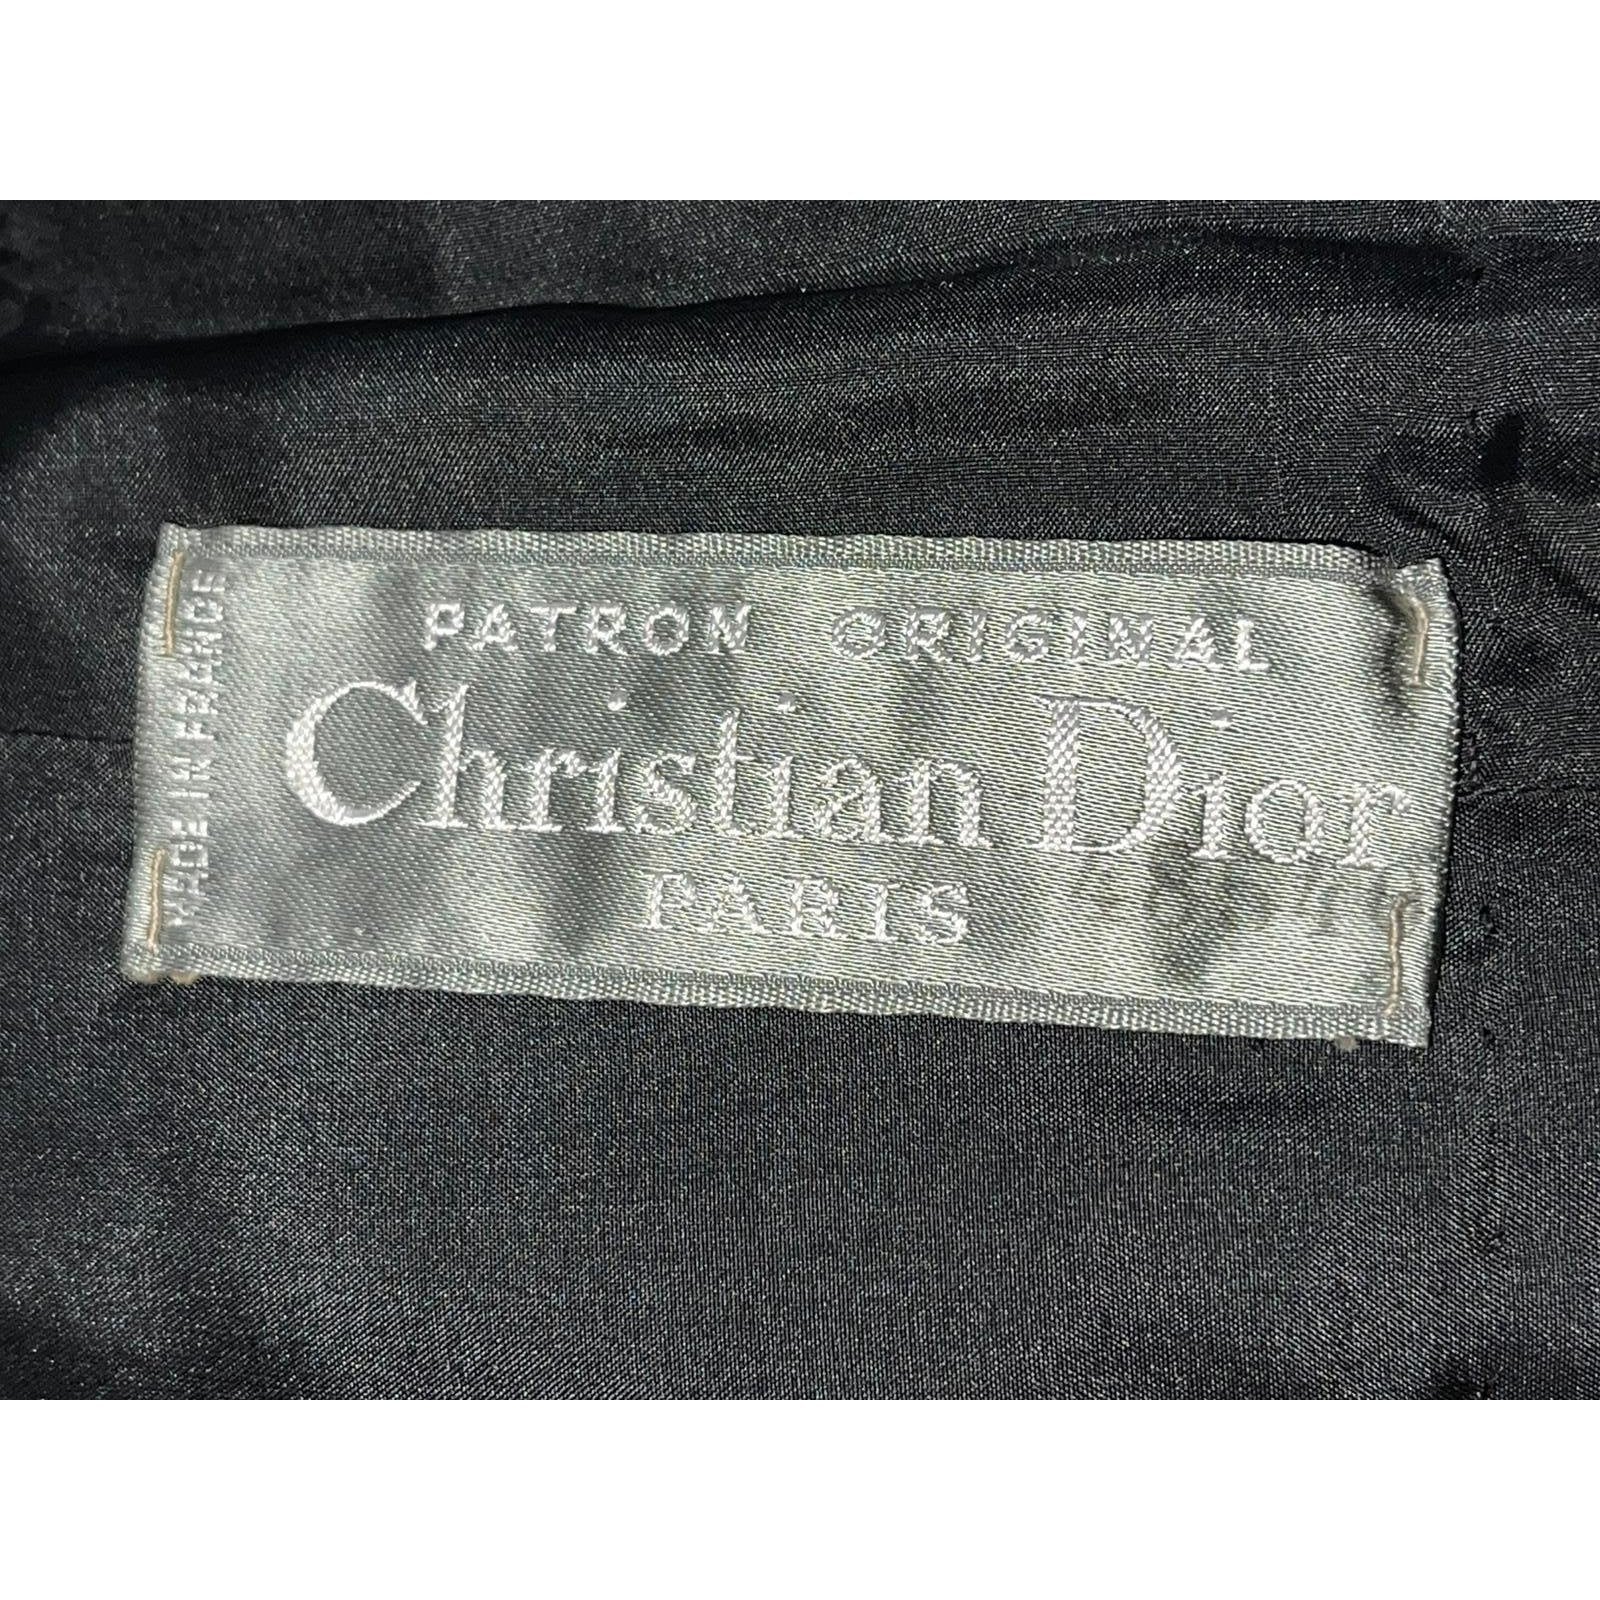 PATRON ORIGINAL
Christian Dior
PARIS
MADE IN FRANCE